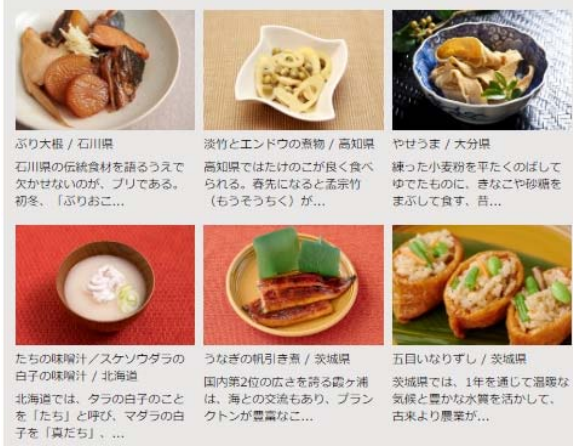 ぶり大根 / 石川県
石川県の伝統食材を語るうえで
欠かせないのが、ブリである。
初冬、「ぶりおこ...
淡竹とエンドウの煮物 / 高知県
高知県ではたけのこが良く食べ
られる。春先になると孟宗竹
（もうそうちく）が...
やせうま / 大分県
練った小麦粉を平たくのばして
ゆでたものに、きなこや砂糖を
まぶして食す、昔...
たちの味噌汁／スケソウダラの
白子の味噌汁 / 北海道
北海道では、タラの白子のこと
を「たち」と呼び、マダラの白
子を「真だち」、...
うなぎの帆引き煮 / 茨城県
国内第2位の広さを誇る霞ヶ浦
は、海との交流もあり、プラン
クトンが豊富なこ...
五目いなりずし / 茨城県
茨城県では、1年を通じて温暖な
気候と豊かな水質を活かして、
古来より農業が...